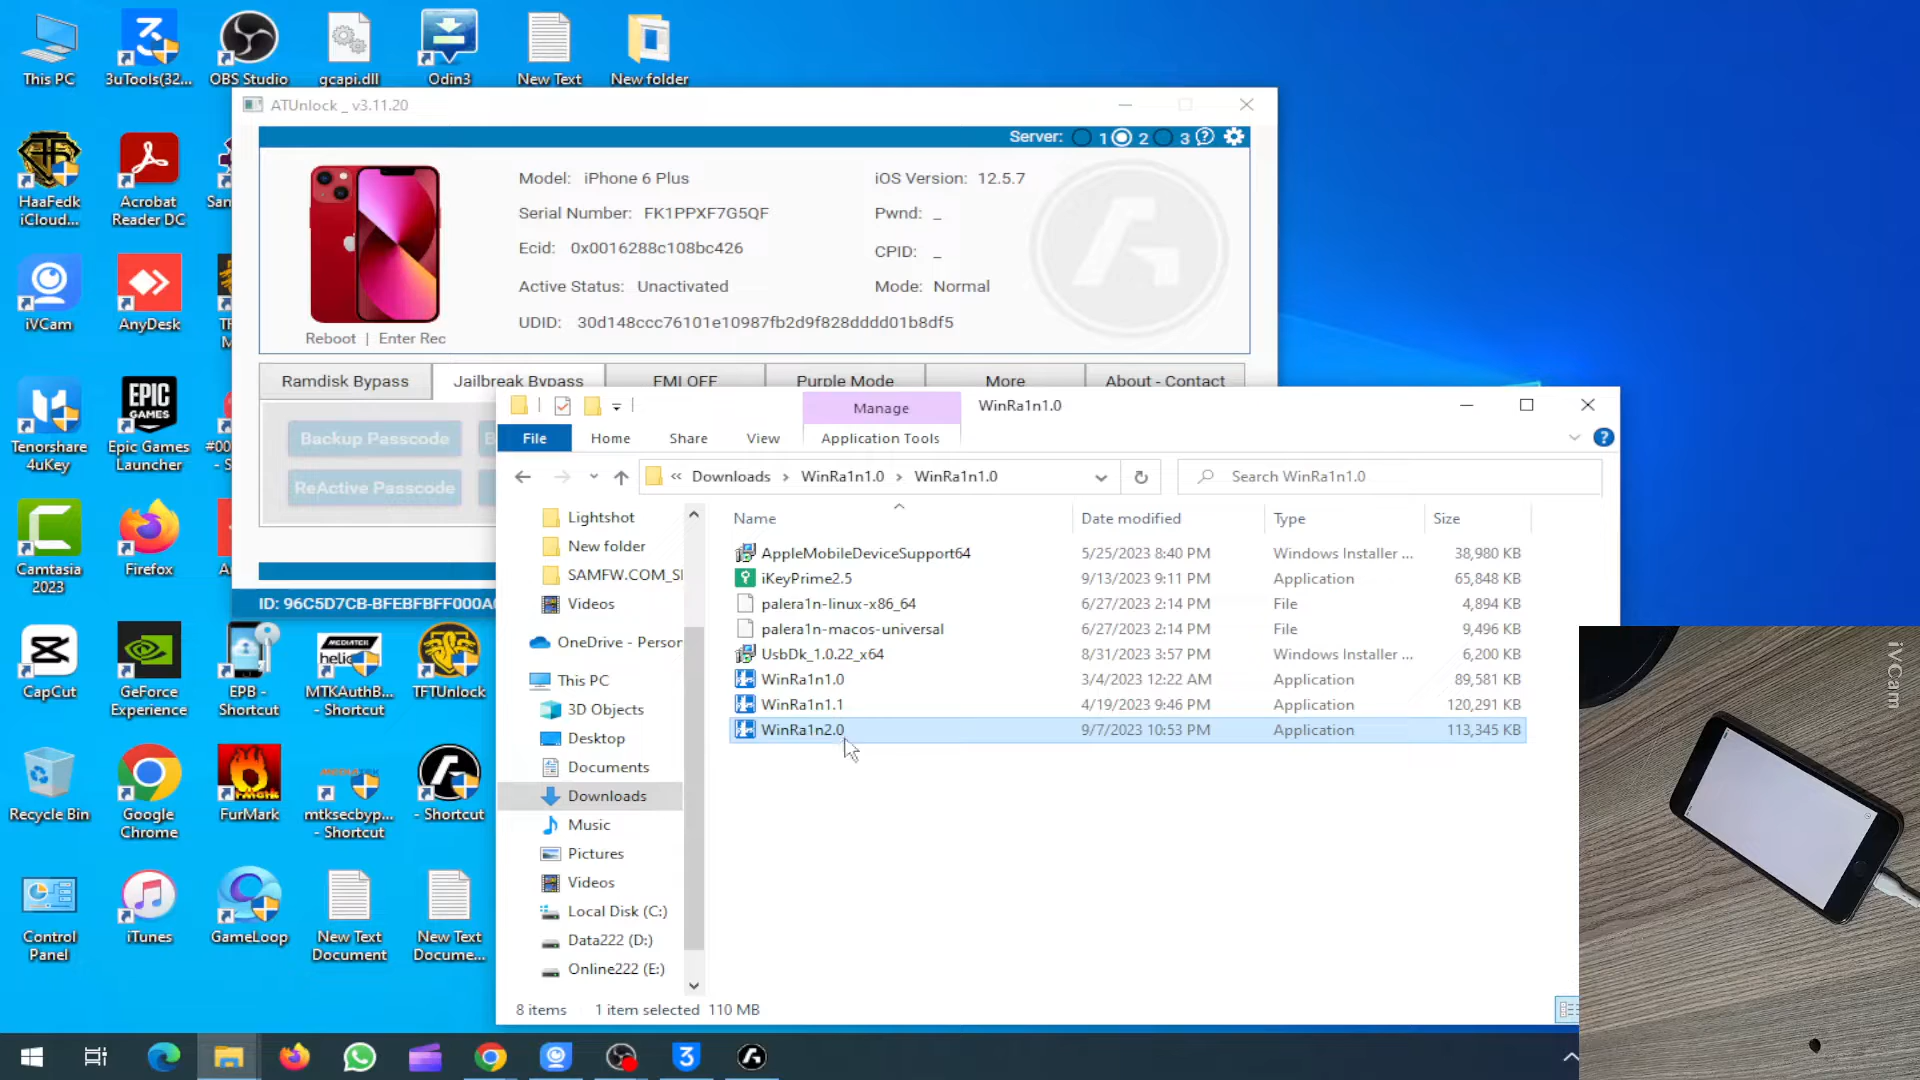 This PC
3uTools(32...
OBS Studio
gcapi.dll
Odin3
New Text
New folder
ATUnlock _ v3.11.20
Server: 1 2 3
Model: iPhone 6 Plus
iOS Version: 12.5.7
Serial Number: FK1PPXF7G5QF
Pwnd: _
Ecid: 0x0016288c108bc426
CPID: _
Active Status: Unactivated
Mode: Normal
UDID: 30d148ccc76101e10987fb2d9f828dddd01b8df5
Reboot | Enter Rec
Ramdisk Bypass
Jailbreak Bypass
FMI OFF
Purple Mode
More
About - Contact
Backup Passcode
ReActive Passcode
ID: 96C5D7CB-BFEBFBFF000A0
HaaFedk
iCloud...
Acrobat
Reader DC
San
iVCam
AnyDesk
Tenorshare
4uKey
EPIC
GAMES
Epic Games
Launcher
#00
- S
Camtasia
2023
Firefox
CapCut
GeForce
Experience
EPB -
Shortcut
MEDIATEK
helio
MTKAuthB...
- Shortcut
TFTUnlock
Recycle Bin
Google
Chrome
FurMark
mtksecbyp...
- Shortcut
- Shortcut
Control
Panel
iTunes
GameLoop
New Text
Document
New Text
Docume...
Manage
WinRa1n1.0
File
Home
Share
View
Application Tools
« Downloads › WinRa1n1.0 › WinRa1n1.0
Search WinRa1n1.0
Lightshot
New folder
SAMFW.COM_S
Videos
OneDrive - Person
This PC
3D Objects
Desktop
Documents
Downloads
Music
Pictures
Videos
Local Disk (C:)
Data222 (D:)
Online222 (E:)
Name Date modified Type Size
AppleMobileDeviceSupport64 5/25/2023 8:40 PM Windows Installer ... 38,980 KB
iKeyPrime2.5 9/13/2023 9:11 PM Application 65,848 KB
palera1n-linux-x86_64 6/27/2023 2:14 PM File 4,894 KB
palera1n-macos-universal 6/27/2023 2:14 PM File 9,496 KB
UsbDk_1.0.22_x64 8/31/2023 3:57 PM Windows Installer ... 6,200 KB
WinRa1n1.0 3/4/2023 12:22 AM Application 89,581 KB
WinRa1n1.1 4/19/2023 9:46 PM Application 120,291 KB
WinRa1n2.0 9/7/2023 10:53 PM Application 113,345 KB
8 items 1 item selected 110 MB
iVCam